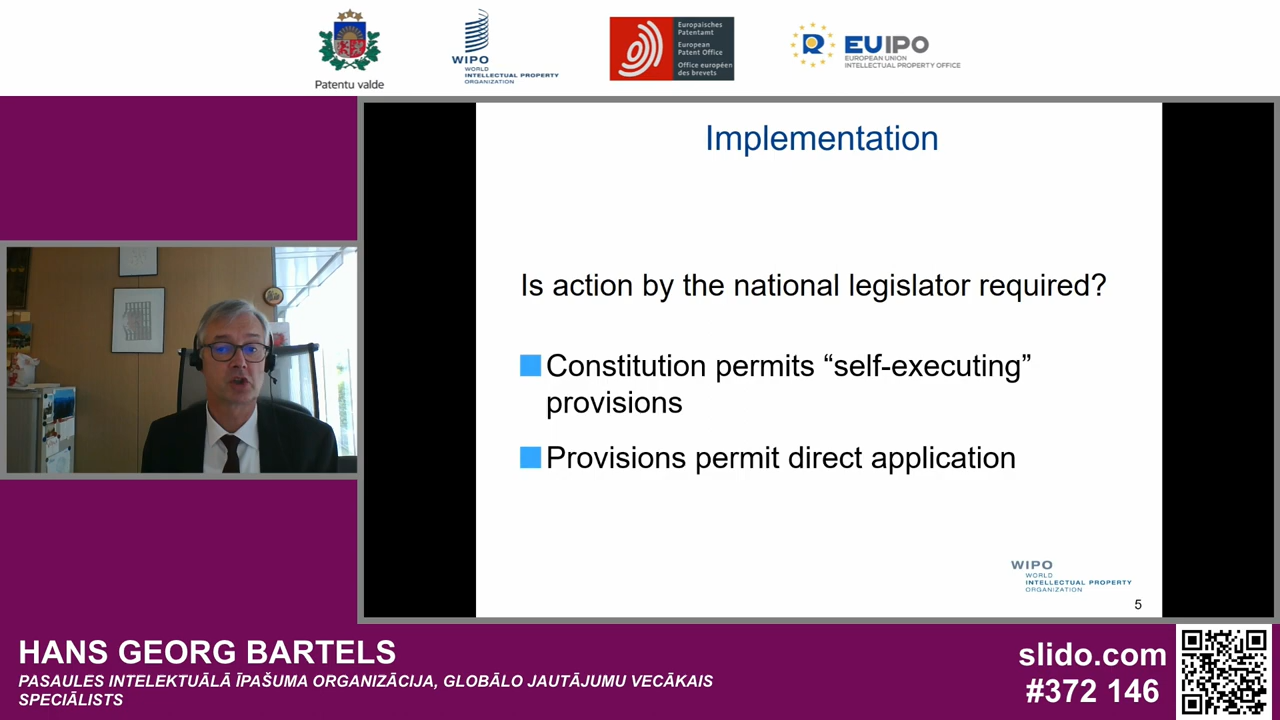 Patentu valde
WIPO
WORLD
INTELLECTUAL PROPERTY
ORGANIZATION
Europäisches
Patentamt
European
Patent Office
Office européen
des brevets
EUIPO
EUROPEAN UNION
INTELLECTUAL PROPERTY OFFICE
Implementation
Is action by the national legislator required?
Constitution permits “self-executing”
provisions
Provisions permit direct application
WIPO
WORLD
INTELLECTUAL PROPERTY
ORGANIZATION
5
HANS GEORG BARTELS
PASAULES INTELEKTUĀLĀ ĪPAŠUMA ORGANIZĀCIJA, GLOBĀLO JAUTĀJUMU VECĀKAIS
SPECIĀLISTS
slido.com
#372 146